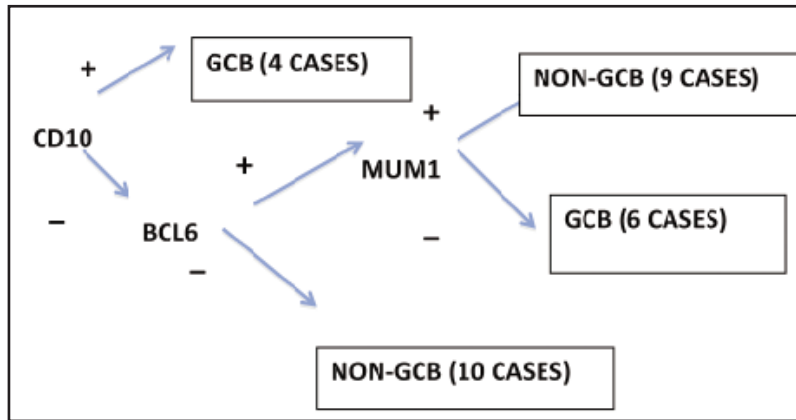 +
GCB (4 CASES)
NON-GCB (9 CASES)
+
CD10
+
MUM1
–
BCL6
–
GCB (6 CASES)
–
NON-GCB (10 CASES)